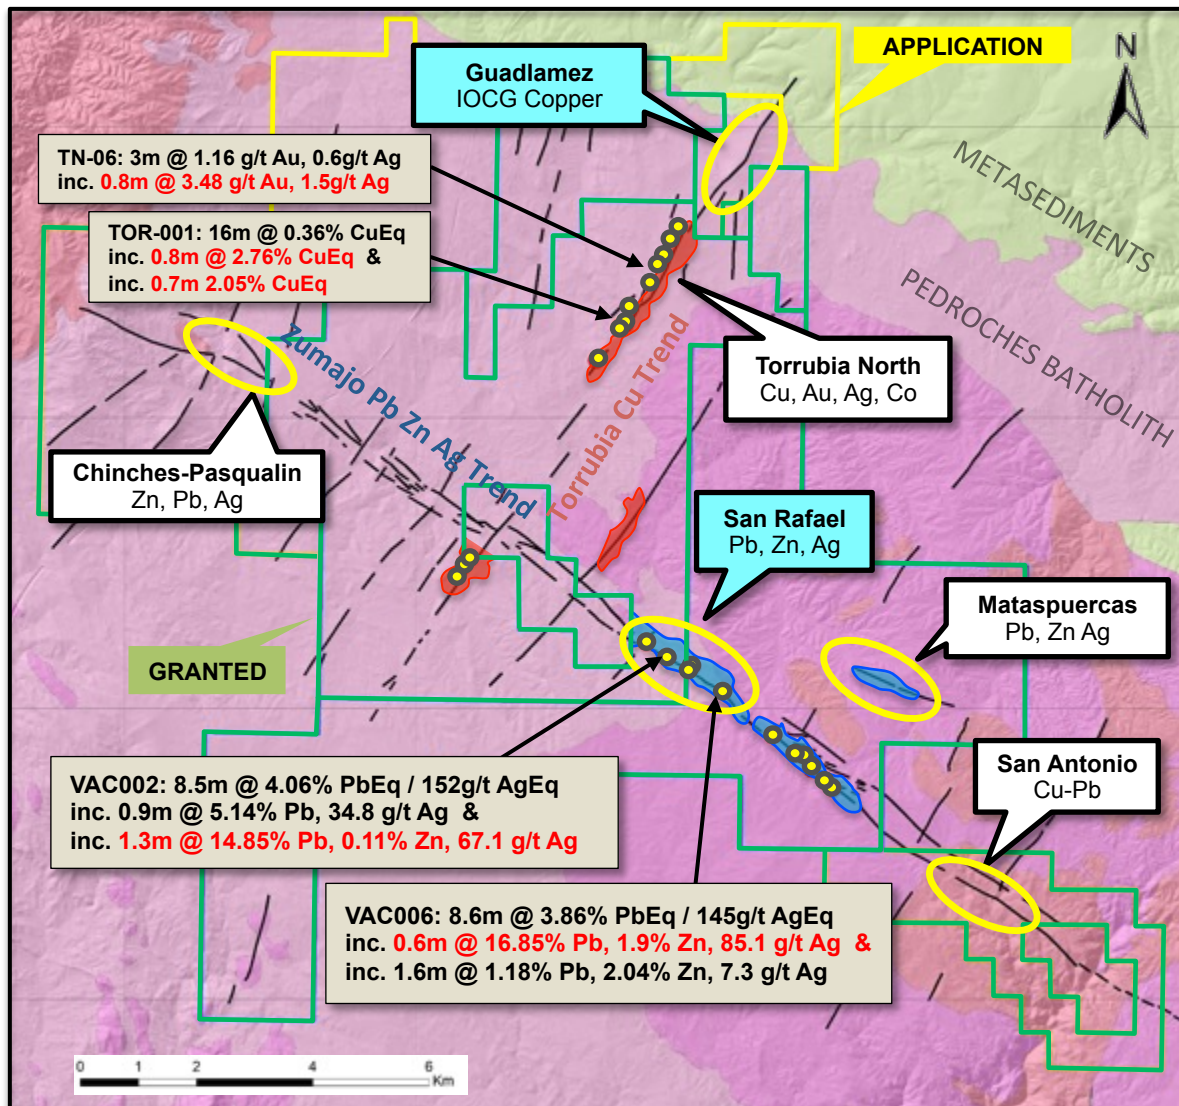 APPLICATION
N
Guadlamez
IOCG Copper
METASEDIMENTS
TN-06: 3m @ 1.16 g/t Au, 0.6g/t Ag
inc. 0.8m @ 3.48 g/t Au, 1.5g/t Ag
TOR-001: 16m @ 0.36% CuEq
inc. 0.8m @ 2.76% CuEq &
inc. 0.7m 2.05% CuEq
PEDROCHES BATHOLITH
Zumajo Pb Zn Ag Trend
Torrubia Cu Trend
Torrubia North
Cu, Au, Ag, Co
Chinches-Pasqualin
Zn, Pb, Ag
San Rafael
Pb, Zn, Ag
Mataspuercas
Pb, Zn Ag
GRANTED
San Antonio
Cu-Pb
VAC002: 8.5m @ 4.06% PbEq / 152g/t AgEq
inc. 0.9m @ 5.14% Pb, 34.8 g/t Ag &
inc. 1.3m @ 14.85% Pb, 0.11% Zn, 67.1 g/t Ag
VAC006: 8.6m @ 3.86% PbEq / 145g/t AgEq
inc. 0.6m @ 16.85% Pb, 1.9% Zn, 85.1 g/t Ag &
inc. 1.6m @ 1.18% Pb, 2.04% Zn, 7.3 g/t Ag
0 1 2 4 6
Km